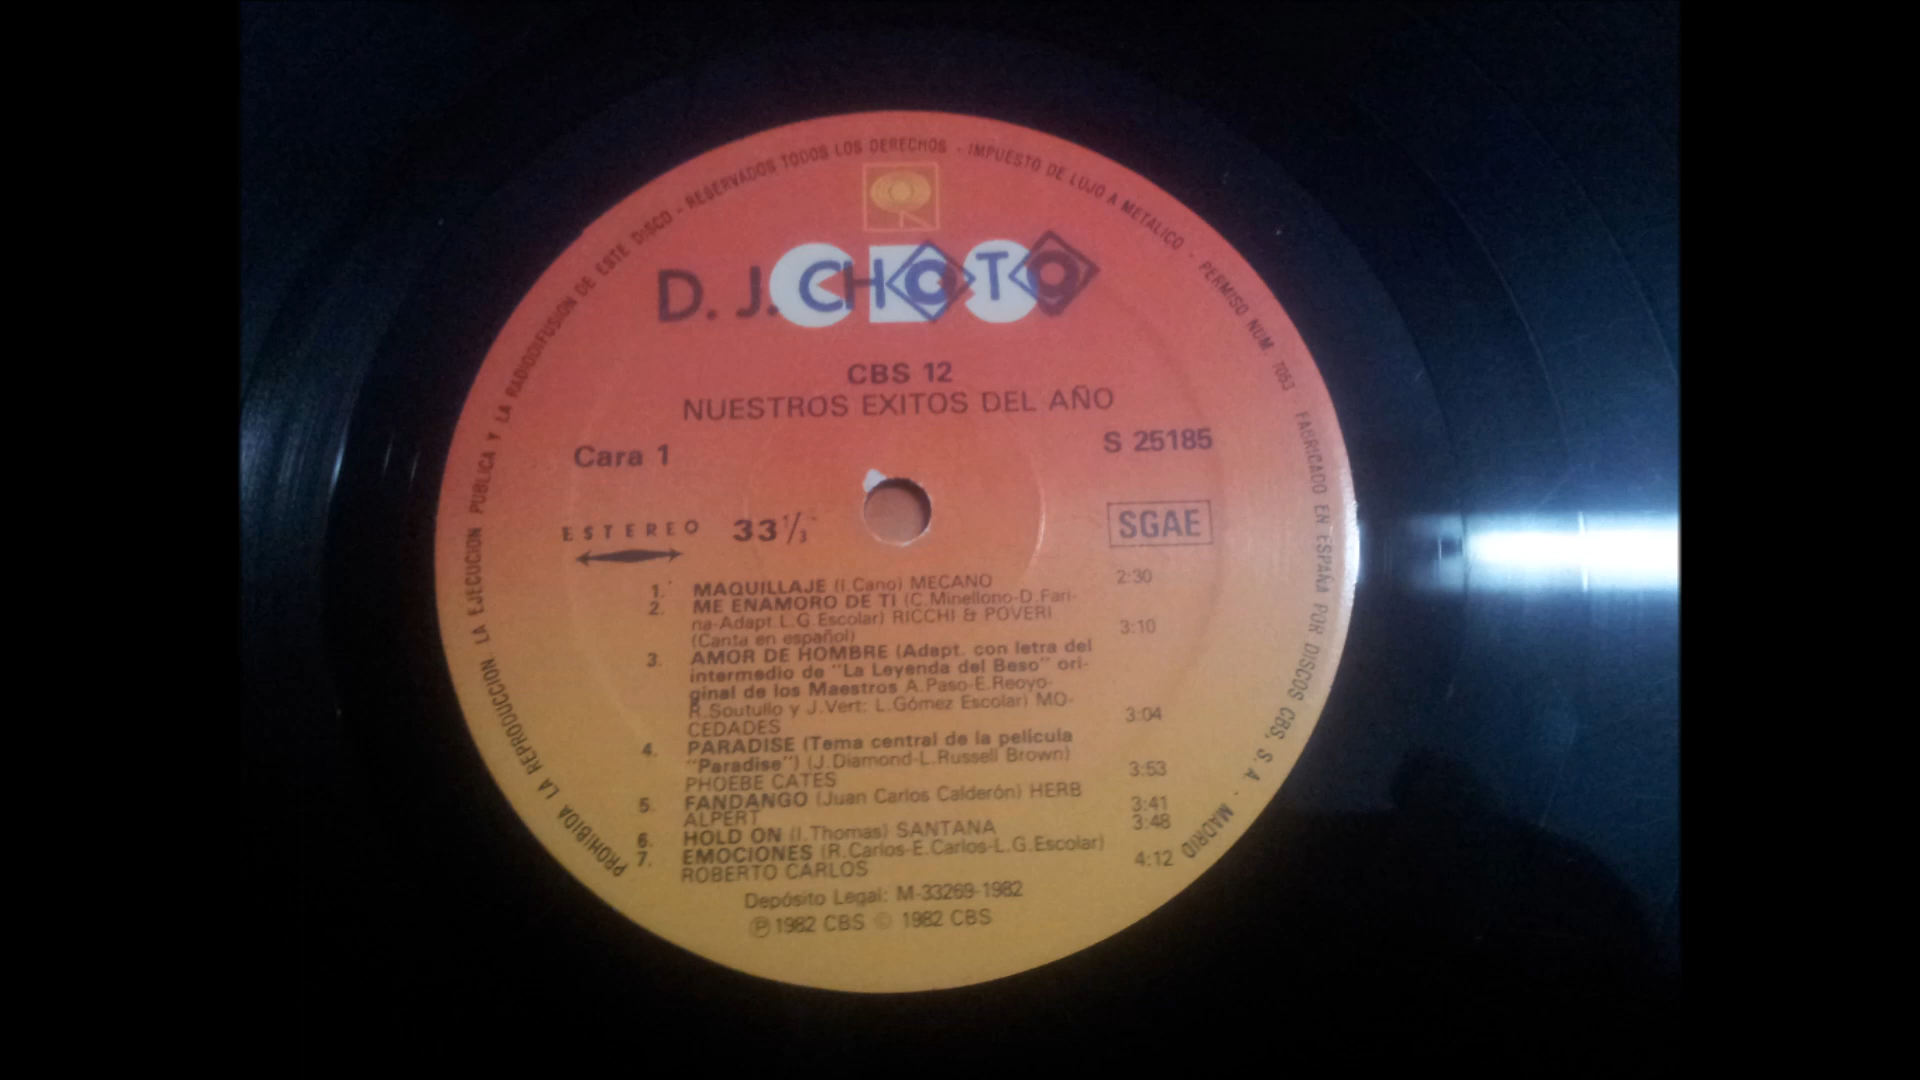 PROHIBIDA LA REPRODUCCION, LA EJECUCION PUBLICA Y LA RADIODIFUSION DE ESTE DISCO - RESERVADOS TODOS LOS DERECHOS - IMPUESTO DE LUJO A METALICO - PERMISO NUM. 7063 FABRICADO EN ESPAÑA POR DISCOS CBS, S. A. - MADRID
D. J. CHOTO
CBS
CBS 12
NUESTROS EXITOS DEL AÑO
Cara 1
S 25185
ESTEREO
33 1/3
SGAE
1. MAQUILLAJE (I.Cano) MECANO 2:30
2. ME ENAMORO DE TI (C.Minellono-D.Fari-
na-Adapt.L.G.Escolar) RICCHI & POVERI
(Canta en español) 3:10
3. AMOR DE HOMBRE (Adapt. con letra del
intermedio de "La Leyenda del Beso" ori-
ginal de los Maestros A.Paso-E.Reoyo-
R.Soutullo y J.Vert: L.Gómez Escolar) MO-
CEDADES 3:04
4. PARADISE (Tema central de la película
"Paradise") (J.Diamond-L.Russell Brown)
PHOEBE CATES 3:53
5. FANDANGO (Juan Carlos Calderón) HERB
ALPERT 3:41
6. HOLD ON (I.Thomas) SANTANA 3:48
7. EMOCIONES (R.Carlos-E.Carlos-L.G.Escolar)
ROBERTO CARLOS 4:12
Depósito Legal: M-33269-1982
Ⓟ 1982 CBS © 1982 CBS